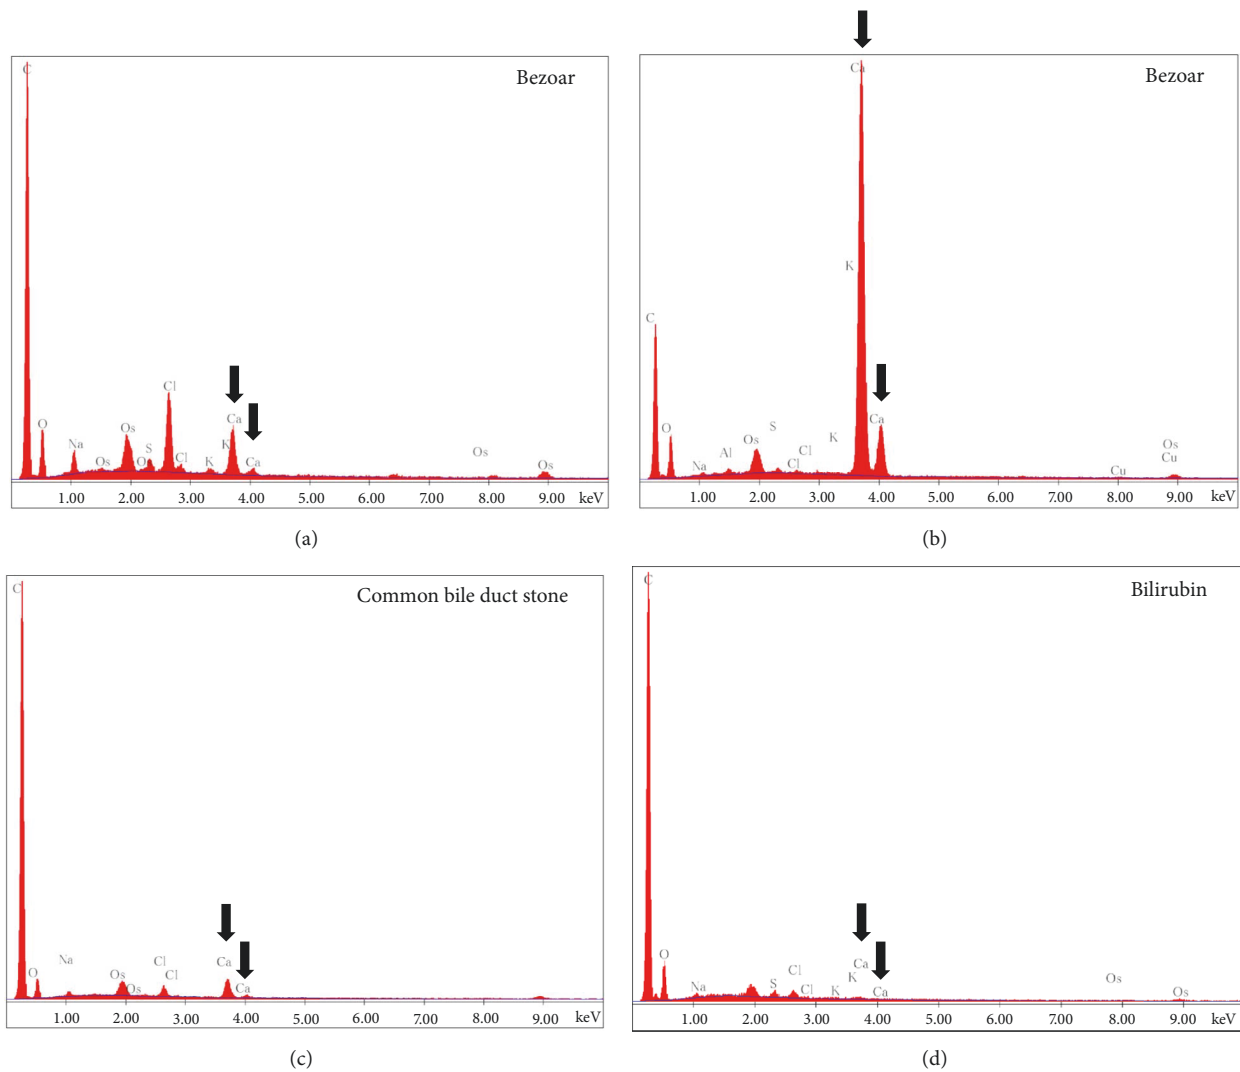 Bezoar
C
O
Na
Os
Os
O
S
Cl
Cl
K
K
Ca
Ca
Os
Os
1.00 2.00 3.00 4.00 5.00 6.00 7.00 8.00 9.00 keV
(a)
Bezoar
Ca
K
C
O
Na
Al
Os
S
Cl
Cl
K
Ca
Cu
Os
Cu
1.00 2.00 3.00 4.00 5.00 6.00 7.00 8.00 9.00 keV
(b)
Common bile duct stone
C
O
Na
Os
Os
Cl
Cl
Ca
Ca
1.00 2.00 3.00 4.00 5.00 6.00 7.00 8.00 9.00 keV
(c)
Bilirubin
C
O
Na
S
Cl
Cl
K
K
Ca
Ca
Os
Os
1.00 2.00 3.00 4.00 5.00 6.00 7.00 8.00 9.00 keV
(d)